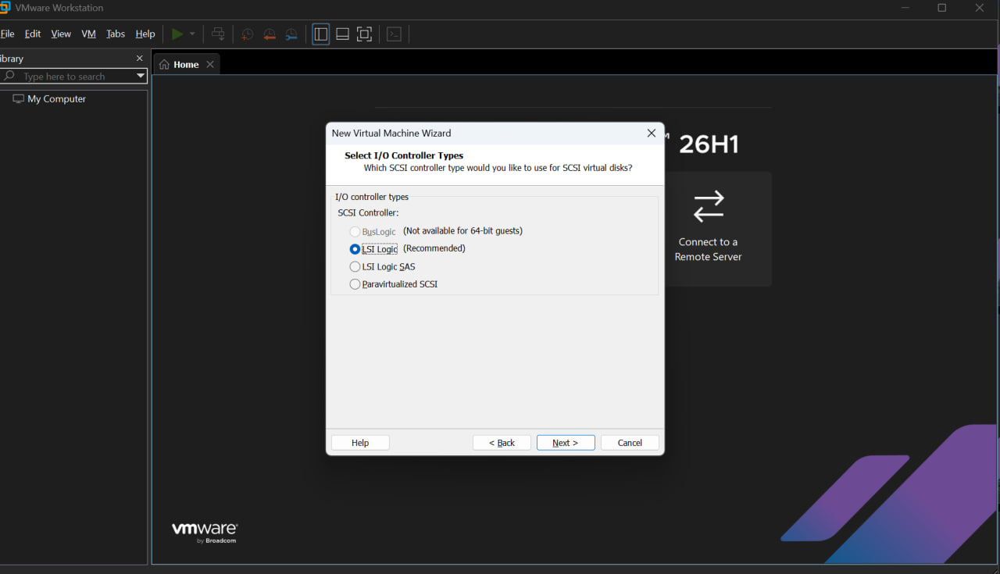 VMware Workstation
File Edit View VM Tabs Help
ibrary
Type here to search
Home
My Computer
26H1
Connect to a
Remote Server
New Virtual Machine Wizard
Select I/O Controller Types
Which SCSI controller type would you like to use for SCSI virtual disks?
I/O controller types
SCSI Controller:
BusLogic (Not available for 64-bit guests)
LSI Logic (Recommended)
LSI Logic SAS
Paravirtualized SCSI
Help < Back Next > Cancel
vmware
by Broadcom